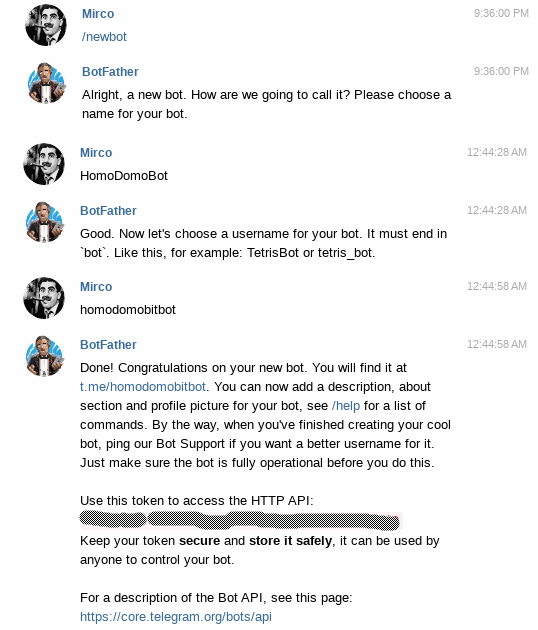 Mirco 9:36:00 PM
/newbot
BotFather 9:36:00 PM
Alright, a new bot. How are we going to call it? Please choose a
name for your bot.
Mirco 12:44:28 AM
HomoDomoBot
BotFather 12:44:28 AM
Good. Now let's choose a username for your bot. It must end in
`bot`. Like this, for example: TetrisBot or tetris_bot.
Mirco 12:44:58 AM
homodomobitbot
BotFather 12:44:58 AM
Done! Congratulations on your new bot. You will find it at
t.me/homodomobitbot. You can now add a description, about
section and profile picture for your bot, see /help for a list of
commands. By the way, when you've finished creating your cool
bot, ping our Bot Support if you want a better username for it.
Just make sure the bot is fully operational before you do this.
Use this token to access the HTTP API:
Keep your token secure and store it safely, it can be used by
anyone to control your bot.
For a description of the Bot API, see this page:
https://core.telegram.org/bots/api